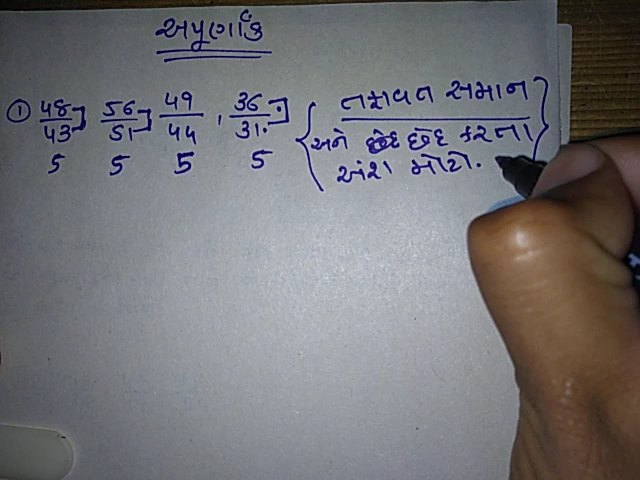 અપૂર્ણાંક
① 48/43] 56/51] 49/44 , 36/31.] { તફાવત સમાન
5 5 5 5 અને છેદ કરતા
અંશ મોટો. }